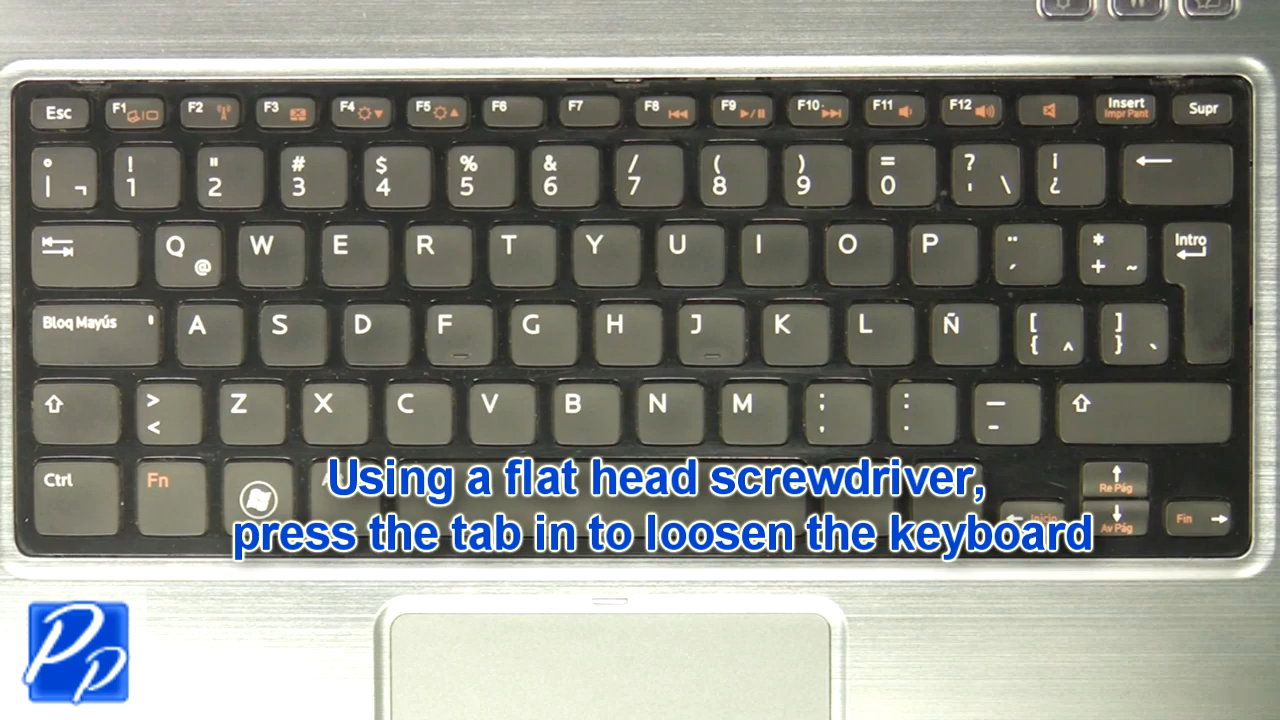 Esc F1 F2 F3 F4 F5 F6 F7 F8 F9 F10 F11 F12 Insert Supr
Impr Pant
° ! " # $ % & / ( ) = ? ¡
| ¬ 1 2 3 4 5 6 7 8 9 0 ' \ ¿
Q W E R T Y U I O P ¨ * Intro
@ ´ + ~
Bloq Mayús A S D F G H J K L Ñ [ ]
{ ^ } `
> Z X C V B N M ; : —
< , . -
Ctrl Fn
Re Pág
Inicio Av Pág Fin
Using a flat head screwdriver,
press the tab in to loosen the keyboard
PP